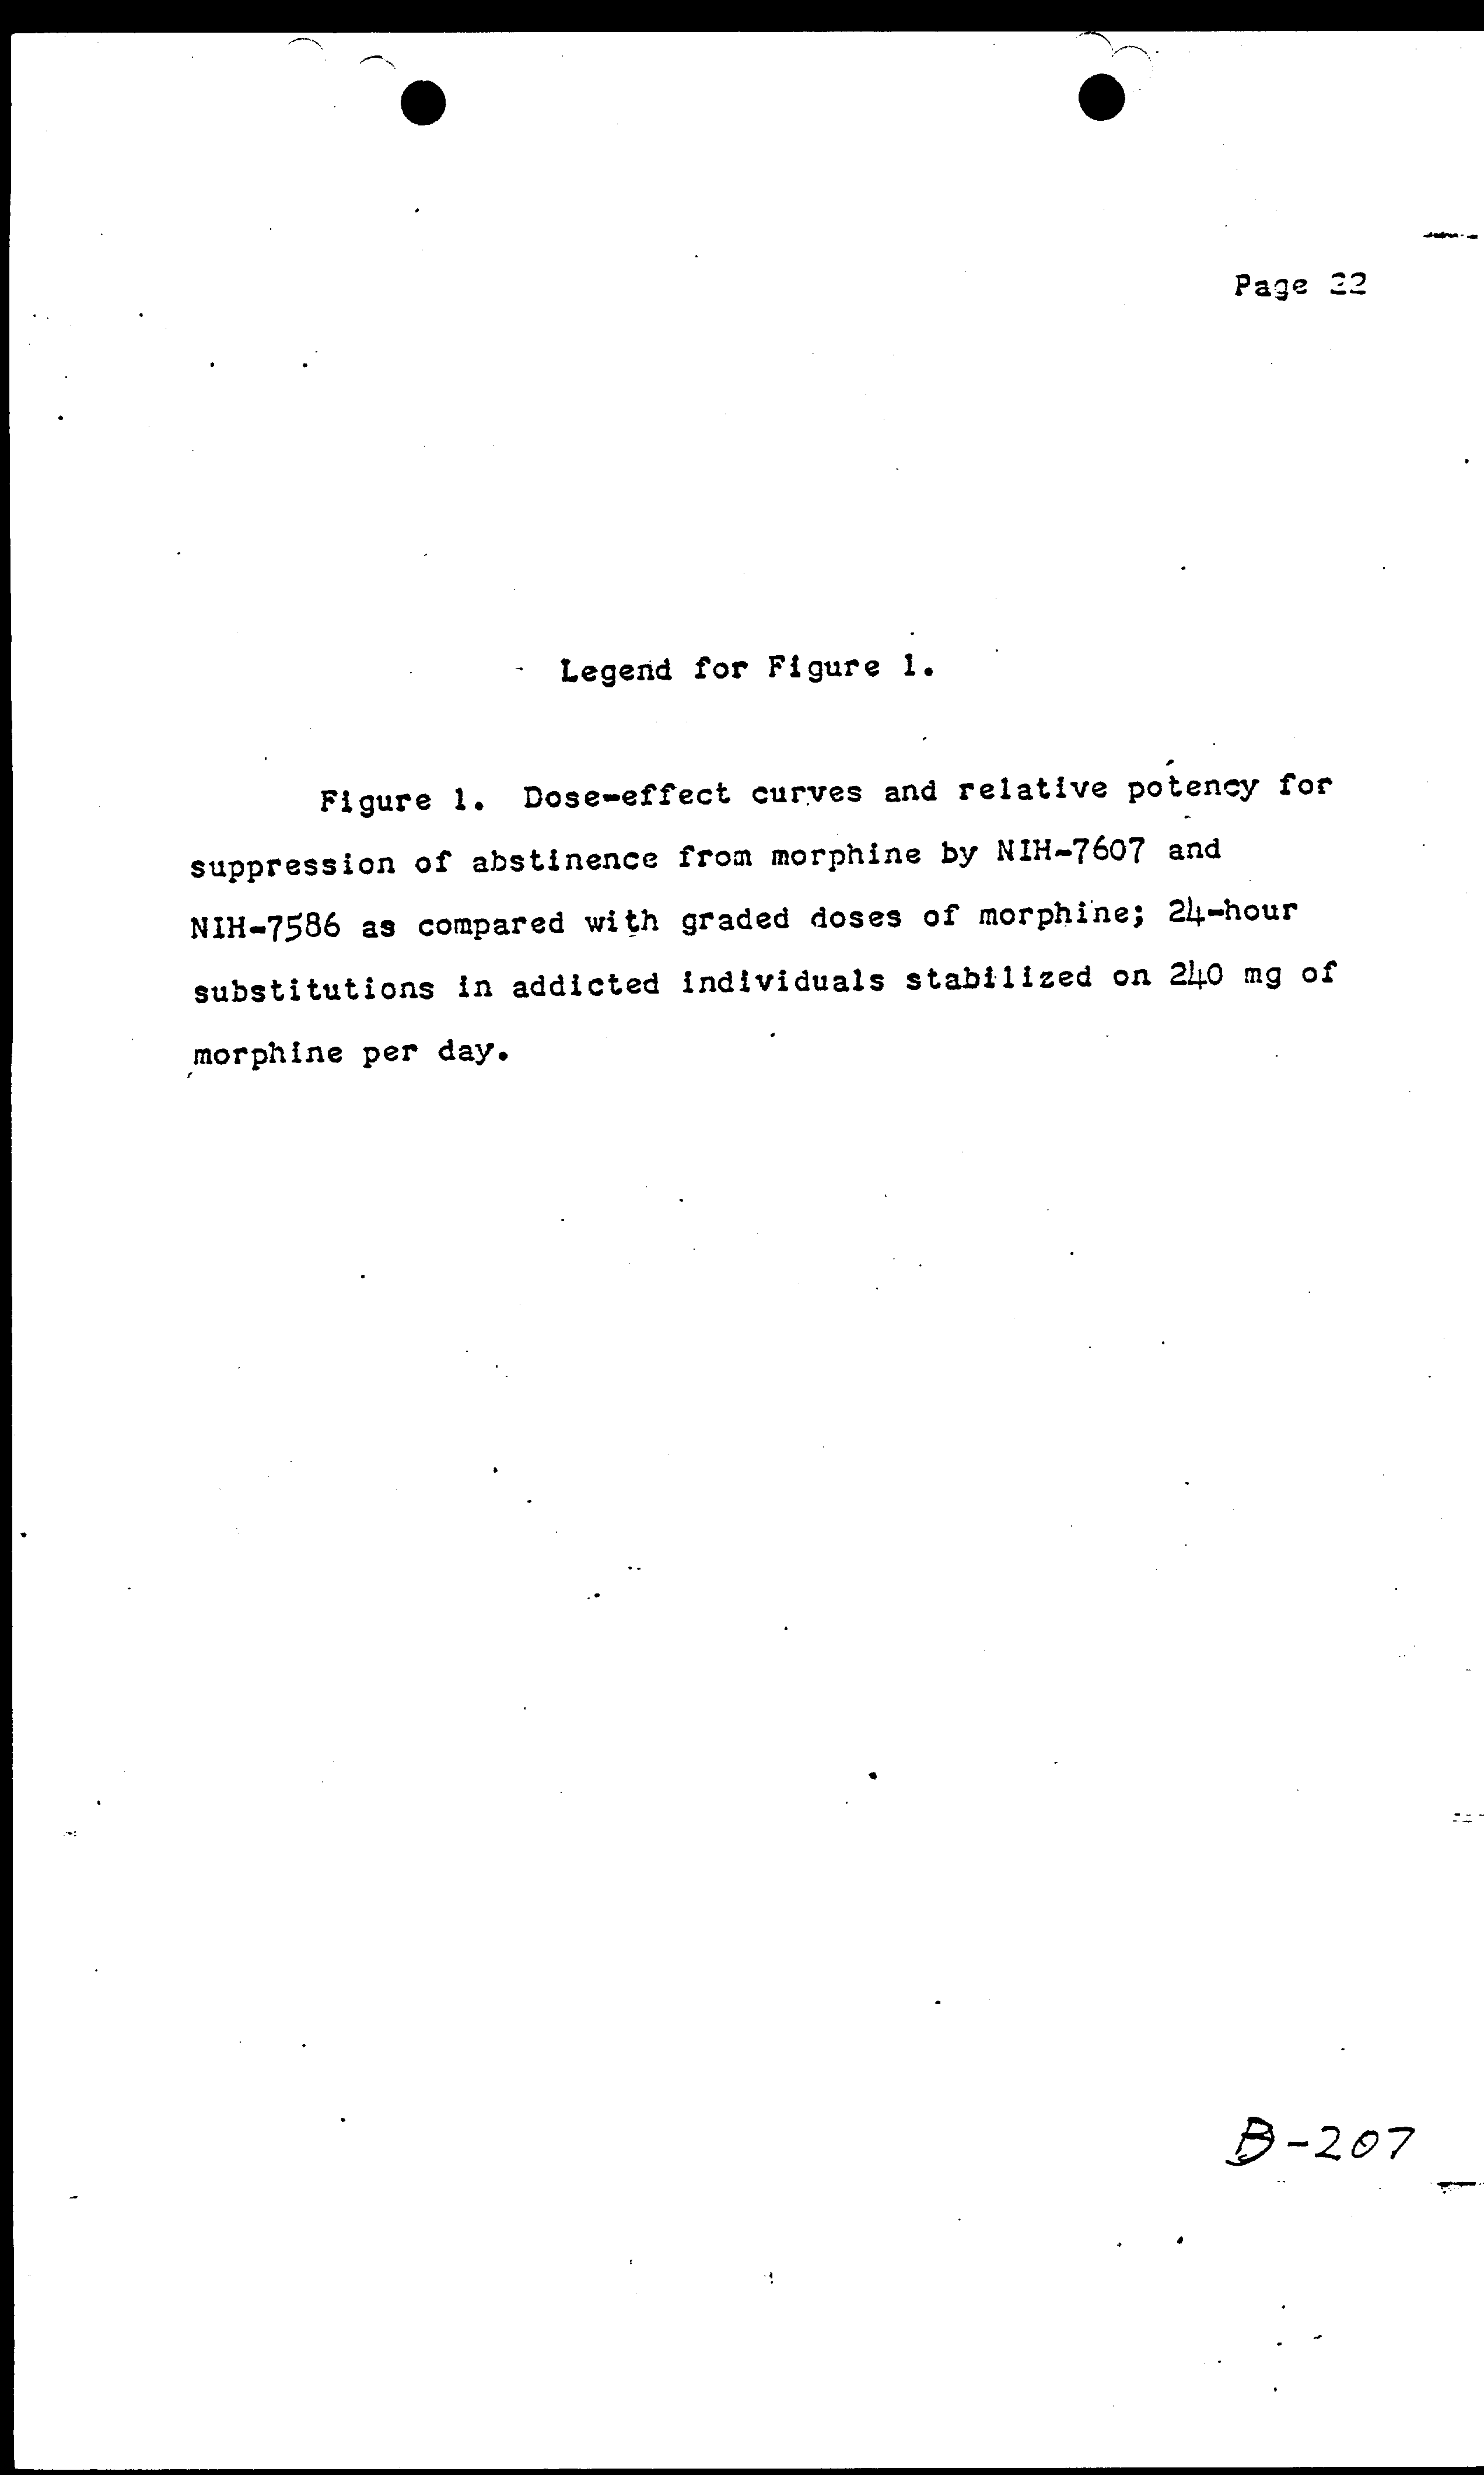 Page 22
Legend for Figure 1.
Figure 1. Dose-effect curves and relative potency for
suppression of abstinence from morphine by NIH-7607 and
NIH-7586 as compared with graded doses of morphine; 24-hour
substitutions in addicted individuals stabilized on 240 mg of
morphine per day.
B-207